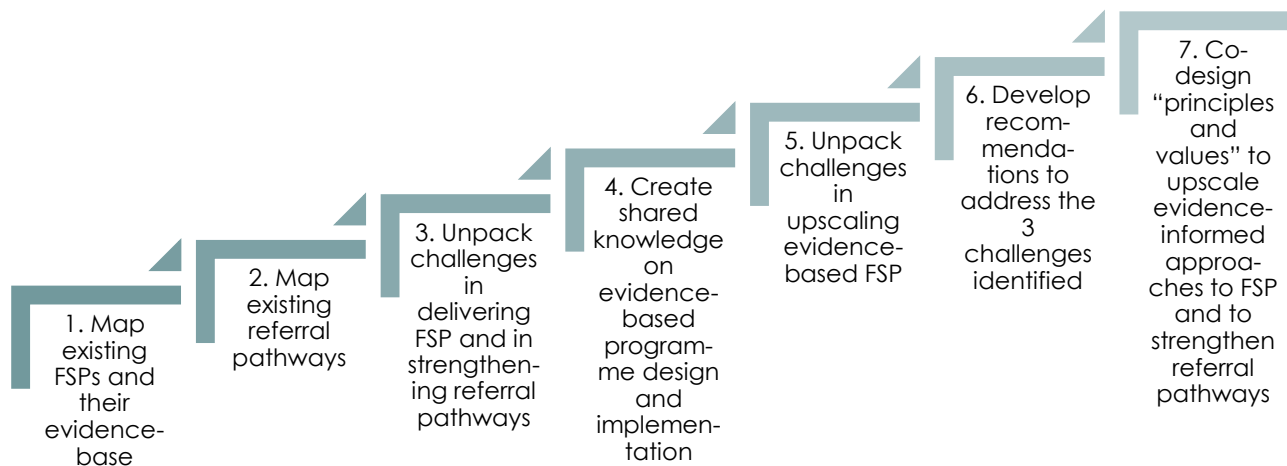 1. Map
existing
FSPs and
their
evidence-
base
2. Map
existing
referral
pathways
3. Unpack
challenges
in
delivering
FSP and in
strengthen-
ing referral
pathways
4. Create
shared
knowledge
on
evidence-
based
program-
me design
and
implemen-
tation
5. Unpack
challenges
in
upscaling
evidence-
based FSP
6. Develop
recom-
menda-
tions to
address the
3
challenges
identified
7. Co-
design
“principles
and
values” to
upscale
evidence-
informed
approa-
ches to FSP
and to
strengthen
referral
pathways